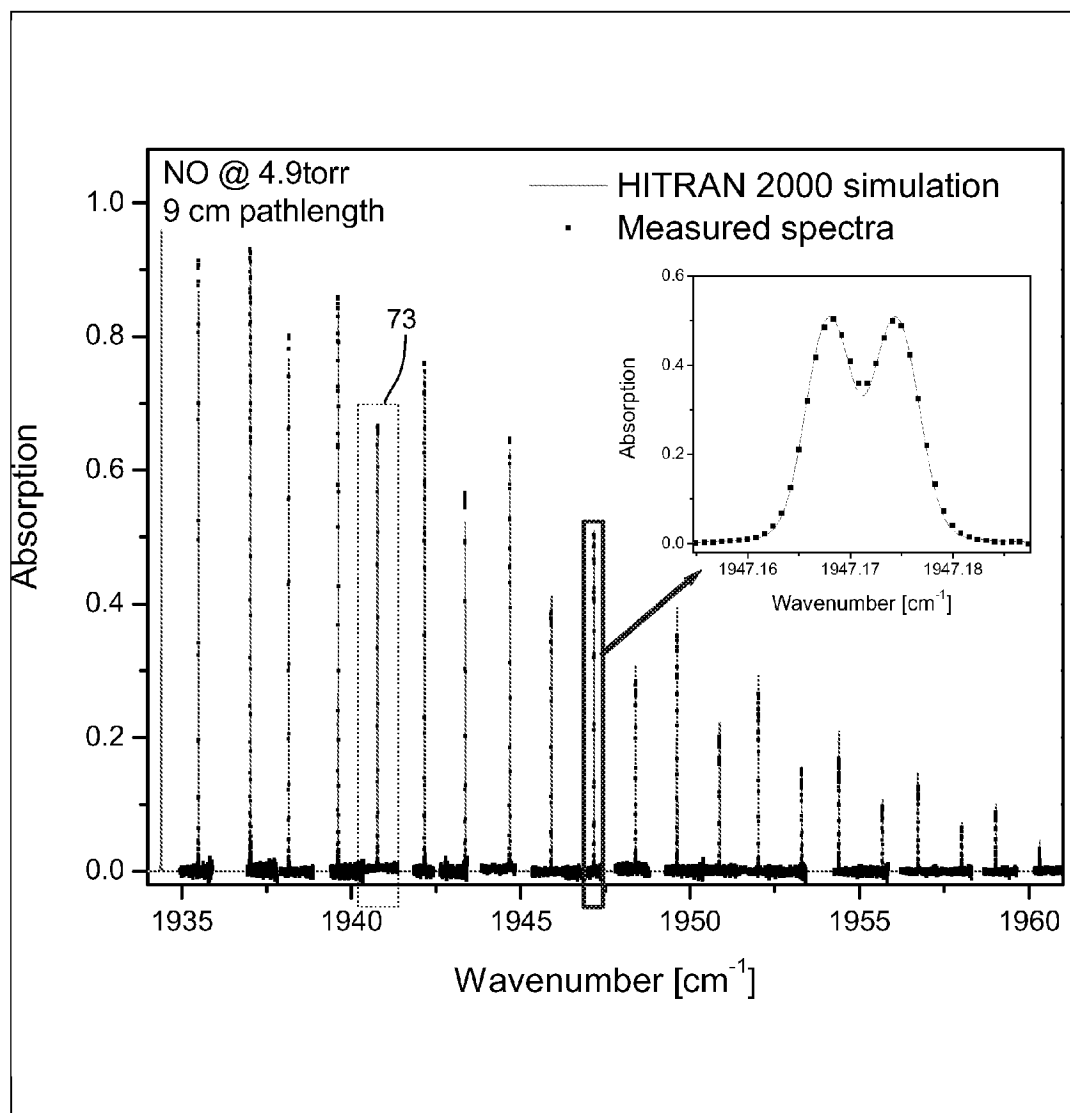 NO @ 4.9torr
9 cm pathlength
HITRAN 2000 simulation
Measured spectra
1.0
0.8
0.6
0.4
0.2
0.0
Absorption
73
0.6
0.4
0.2
0.0
Absorption
1947.16 1947.17 1947.18
Wavenumber [cm⁻¹]
1935 1940 1945 1950 1955 1960
Wavenumber [cm⁻¹]